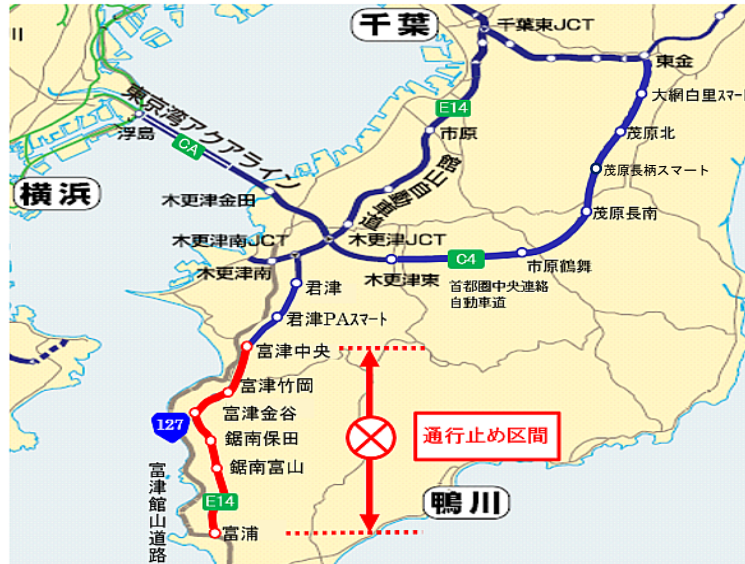 川
千葉
千葉東JCT
東金
大網白里スマート
E14
東京湾アクアライン
浮島
CA
市原
茂原北
館山自動車道
茂原長柄スマート
横浜
木更津金田
茂原長南
木更津南JCT
木更津JCT
木更津南
木更津東
C4
市原鶴舞
首都圏中央連絡
自動車道
君津
君津PAスマート
富津中央
富津竹岡
富津金谷
127
通行止め区間
鋸南保田
鋸南富山
富津館山道路
E14
鴨川
富浦